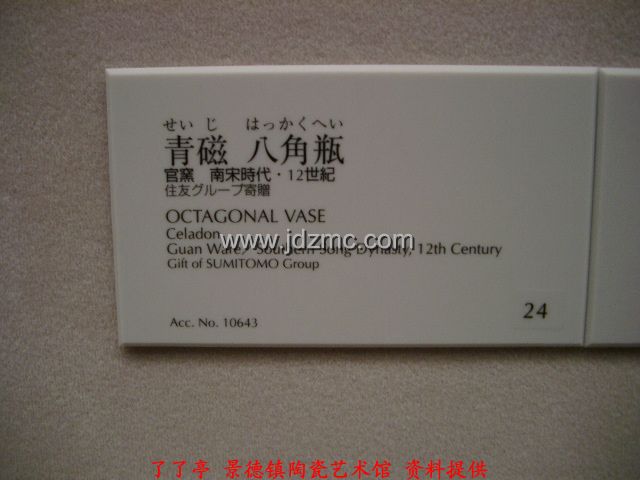 せいじ はっかくへい
青磁 八角瓶
官窯 南宋時代・12世紀
住友グループ寄贈
OCTAGONAL VASE
Celadon
www.jdzmc.com
Guan Ware/ Southern Song Dynasty, 12th Century
Gift of SUMITOMO Group
Acc. No. 10643
24
了了亭 景德镇陶瓷艺术馆 资料提供